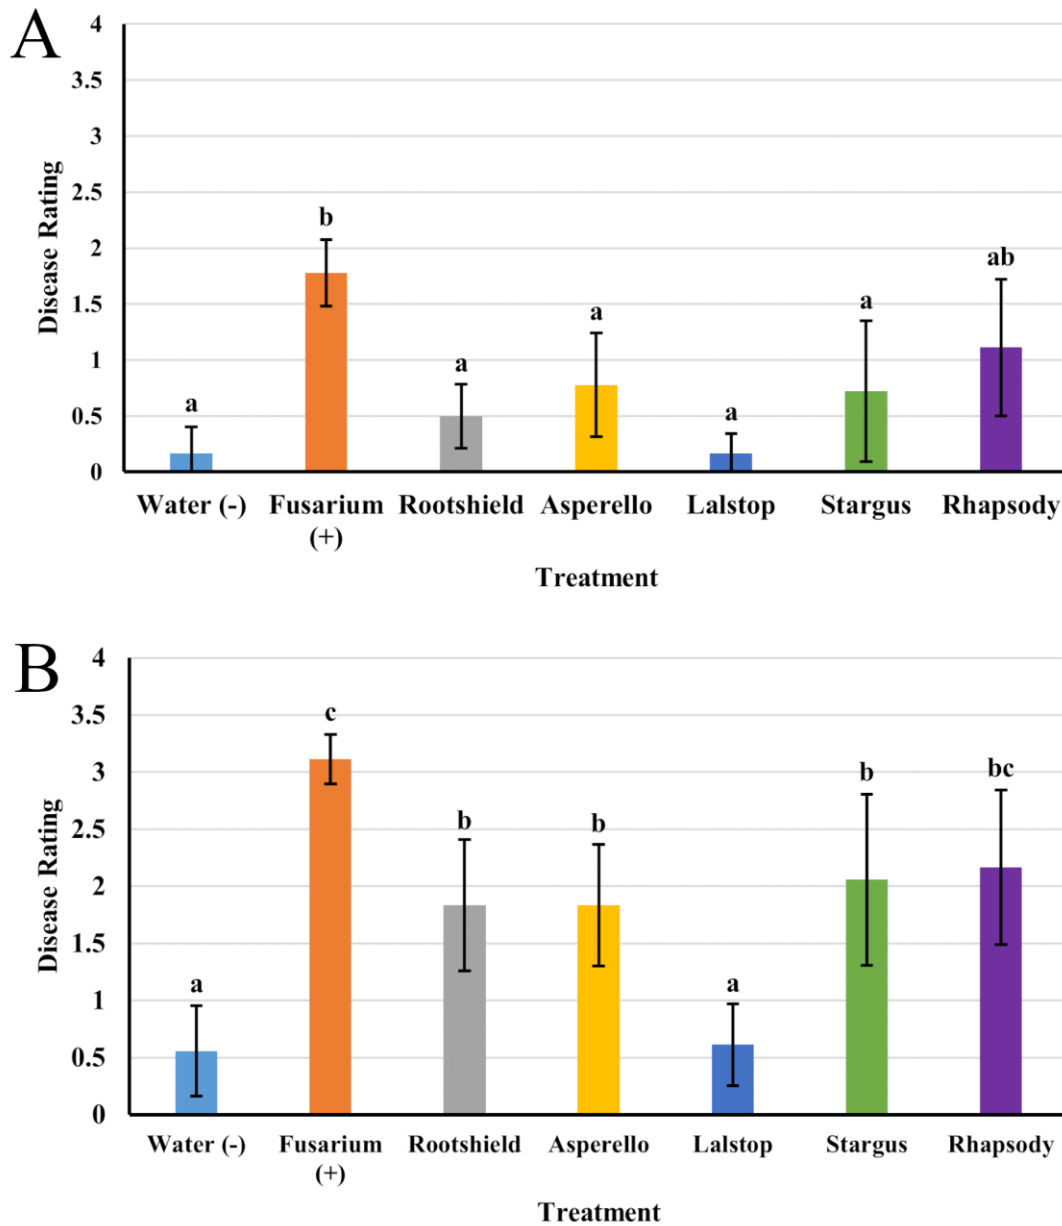 A
4
3.5
3
2.5
2
1.5
1
0.5
0
Disease Rating
a
b
a
a
a
a
ab
Water (-) Fusarium (+) Rootshield Asperello Lalstop Stargus Rhapsody
Treatment
B
4
3.5
3
2.5
2
1.5
1
0.5
0
Disease Rating
a
c
b
b
a
b
bc
Water (-) Fusarium (+) Rootshield Asperello Lalstop Stargus Rhapsody
Treatment